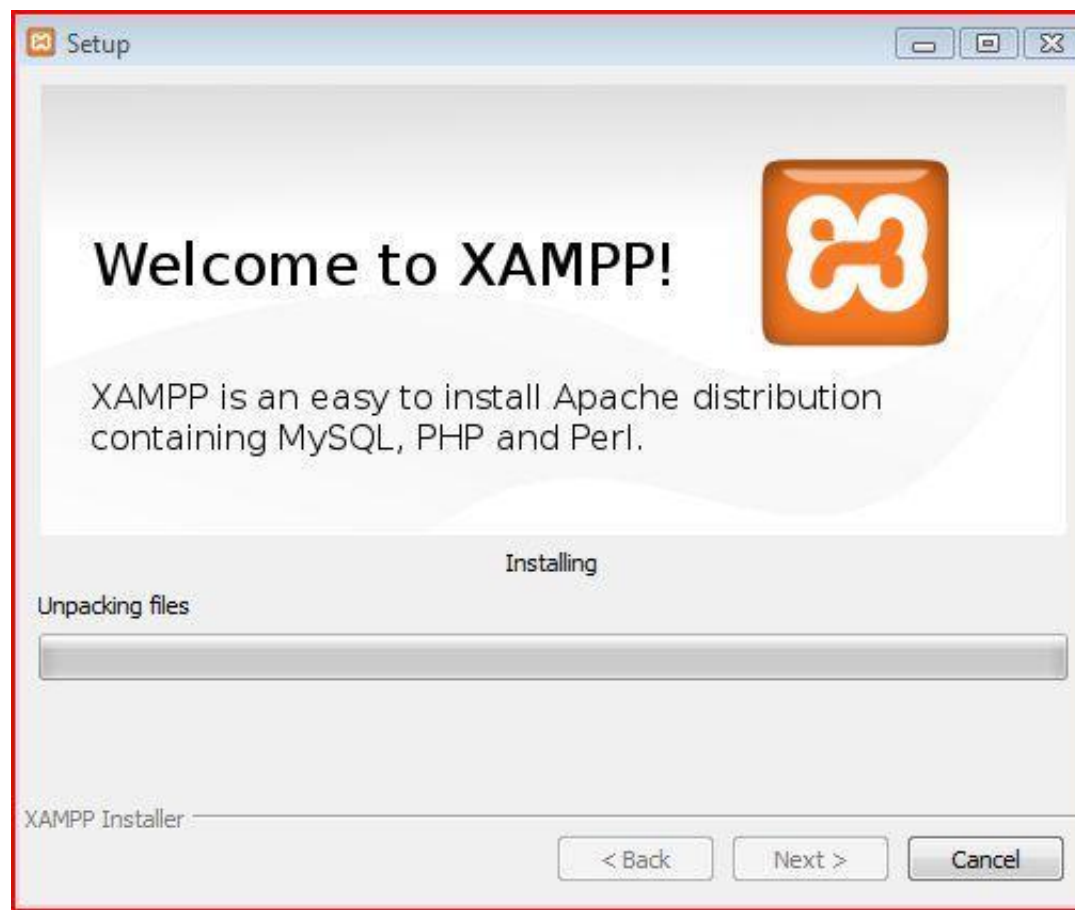 Setup
Welcome to XAMPP!
XAMPP is an easy to install Apache distribution
containing MySQL, PHP and Perl.
Installing
Unpacking files
XAMPP Installer
< Back Next > Cancel